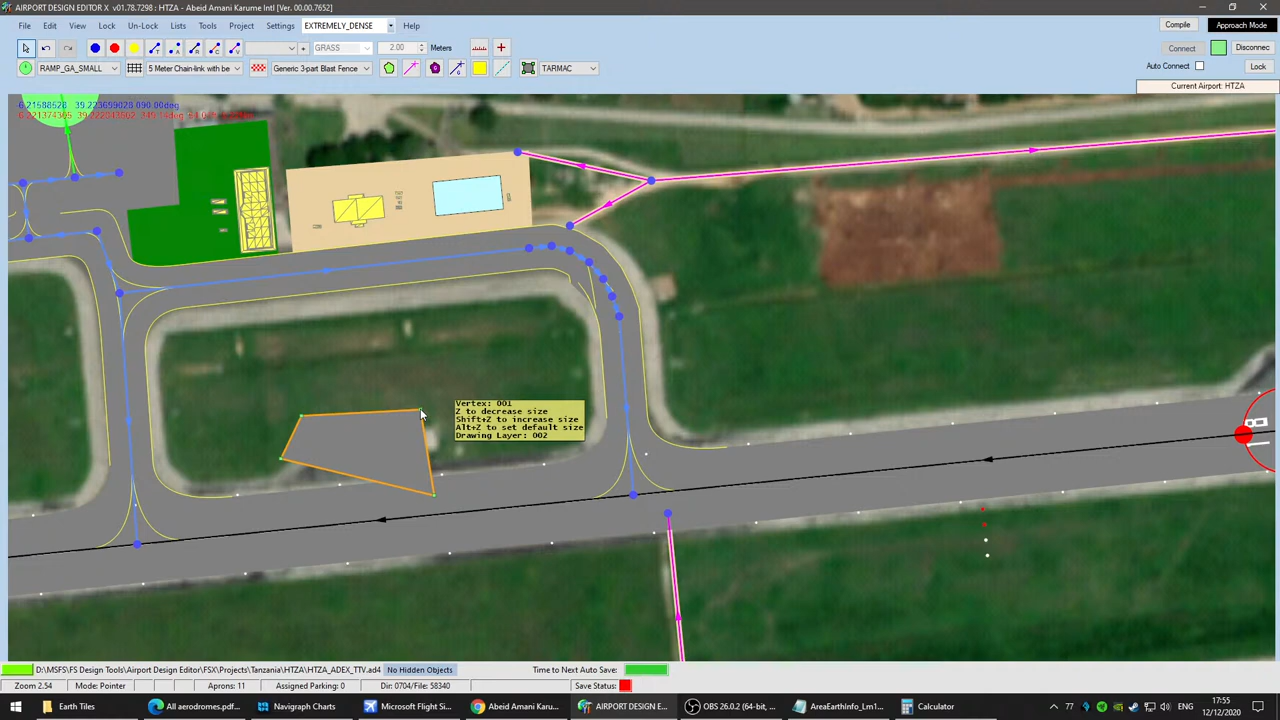 AIRPORT DESIGN EDITOR X v01.78.7298 : HTZA - Abeid Amani Karume Intl [Ver. 00.00.7652]
File Edit View Lock Un-Lock Lists Tools Project Settings EXTREMELY_DENSE Help
Compile Approach Mode
GRASS 2.00 Meters
Connect Disconnec
RAMP_GA_SMALL 5 Meter Chain-link with be Generic 3-part Blast Fence TARMAC
Auto Connect Lock
Current Airport: HTZA
Vertex: 001
Z to decrease size
Shift+Z to increase size
Alt+Z to set default size
Drawing Layer: 002
D:\MSFS\FS Design Tools\Airport Design Editor\FSX\Projects\Tanzania\HTZA\HTZA_ADEX_TTV.ad4 No Hidden Objects Time to Next Auto Save:
Zoom 2.54 Mode: Pointer Aprons: 11 Assigned Parking: 0 Dir: 0704/File: 58340 Save Status:
Earth Tiles All aerodromes.pdf... Navigraph Charts Microsoft Flight Si... Abeid Amani Karum... AIRPORT DESIGN E... OBS 26.0.2 (64-bit, ... AreaEarthInfo_Lm1... Calculator 77 17:55
12/12/2020